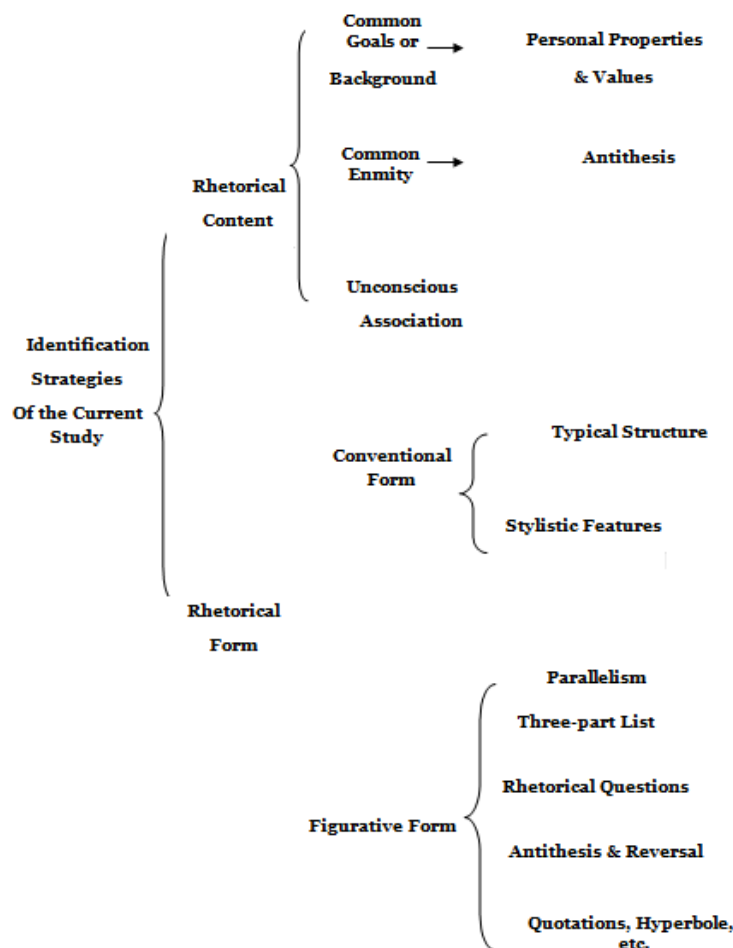 Common
Goals or
Background
Personal Properties
& Values
Common
Enmity
Antithesis
Rhetorical
Content
Unconscious
Association
Identification
Strategies
Of the Current
Study
Typical Structure
Conventional
Form
Stylistic Features
Rhetorical
Form
Parallelism
Three-part List
Rhetorical Questions
Figurative Form
Antithesis & Reversal
Quotations, Hyperbole,
etc.